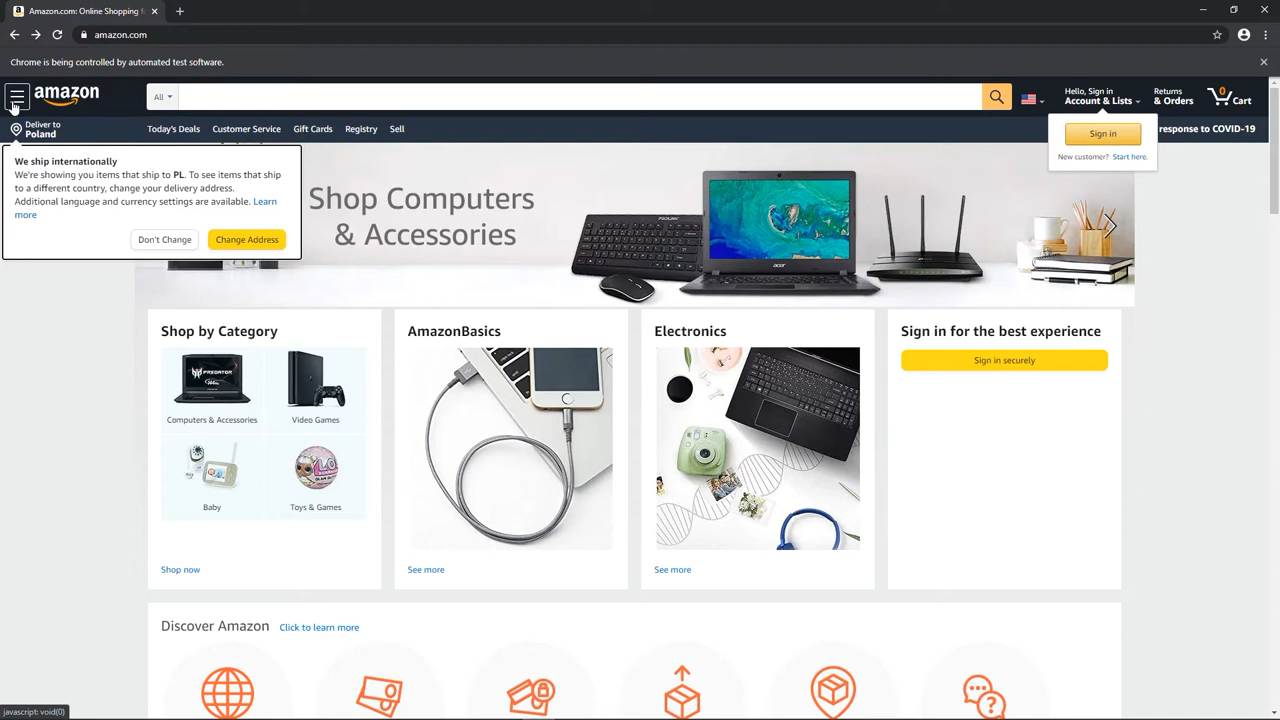 Amazon.com: Online Shopping f
amazon.com
Chrome is being controlled by automated test software.
amazon
All
Hello, Sign in
Account & Lists
Returns
& Orders
0
Cart
Deliver to
Poland
Today's Deals
Customer Service
Gift Cards
Registry
Sell
response to COVID-19
Sign in
New customer? Start here.
We ship internationally
We're showing you items that ship to PL. To see items that ship
to a different country, change your delivery address.
Additional language and currency settings are available. Learn
more
Don't Change
Change Address
Shop Computers
& Accessories
acer
Shop by Category
PREDATOR
Computers & Accessories
Video Games
Baby
Toys & Games
Shop now
AmazonBasics
See more
Electronics
See more
Sign in for the best experience
Sign in securely
Discover Amazon
Click to learn more
javascript: void(0)